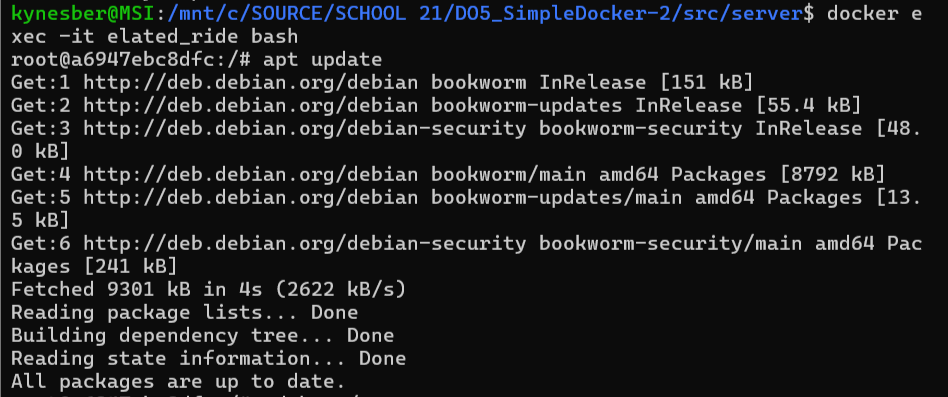 kynesber@MSI:/mnt/c/SOURCE/SCHOOL 21/DO5_SimpleDocker-2/src/server$ docker e
xec -it elated_ride bash
root@a6947ebc8dfc:/# apt update
Get:1 http://deb.debian.org/debian bookworm InRelease [151 kB]
Get:2 http://deb.debian.org/debian bookworm-updates InRelease [55.4 kB]
Get:3 http://deb.debian.org/debian-security bookworm-security InRelease [48.
0 kB]
Get:4 http://deb.debian.org/debian bookworm/main amd64 Packages [8792 kB]
Get:5 http://deb.debian.org/debian bookworm-updates/main amd64 Packages [13.
5 kB]
Get:6 http://deb.debian.org/debian-security bookworm-security/main amd64 Pac
kages [241 kB]
Fetched 9301 kB in 4s (2622 kB/s)
Reading package lists... Done
Building dependency tree... Done
Reading state information... Done
All packages are up to date.